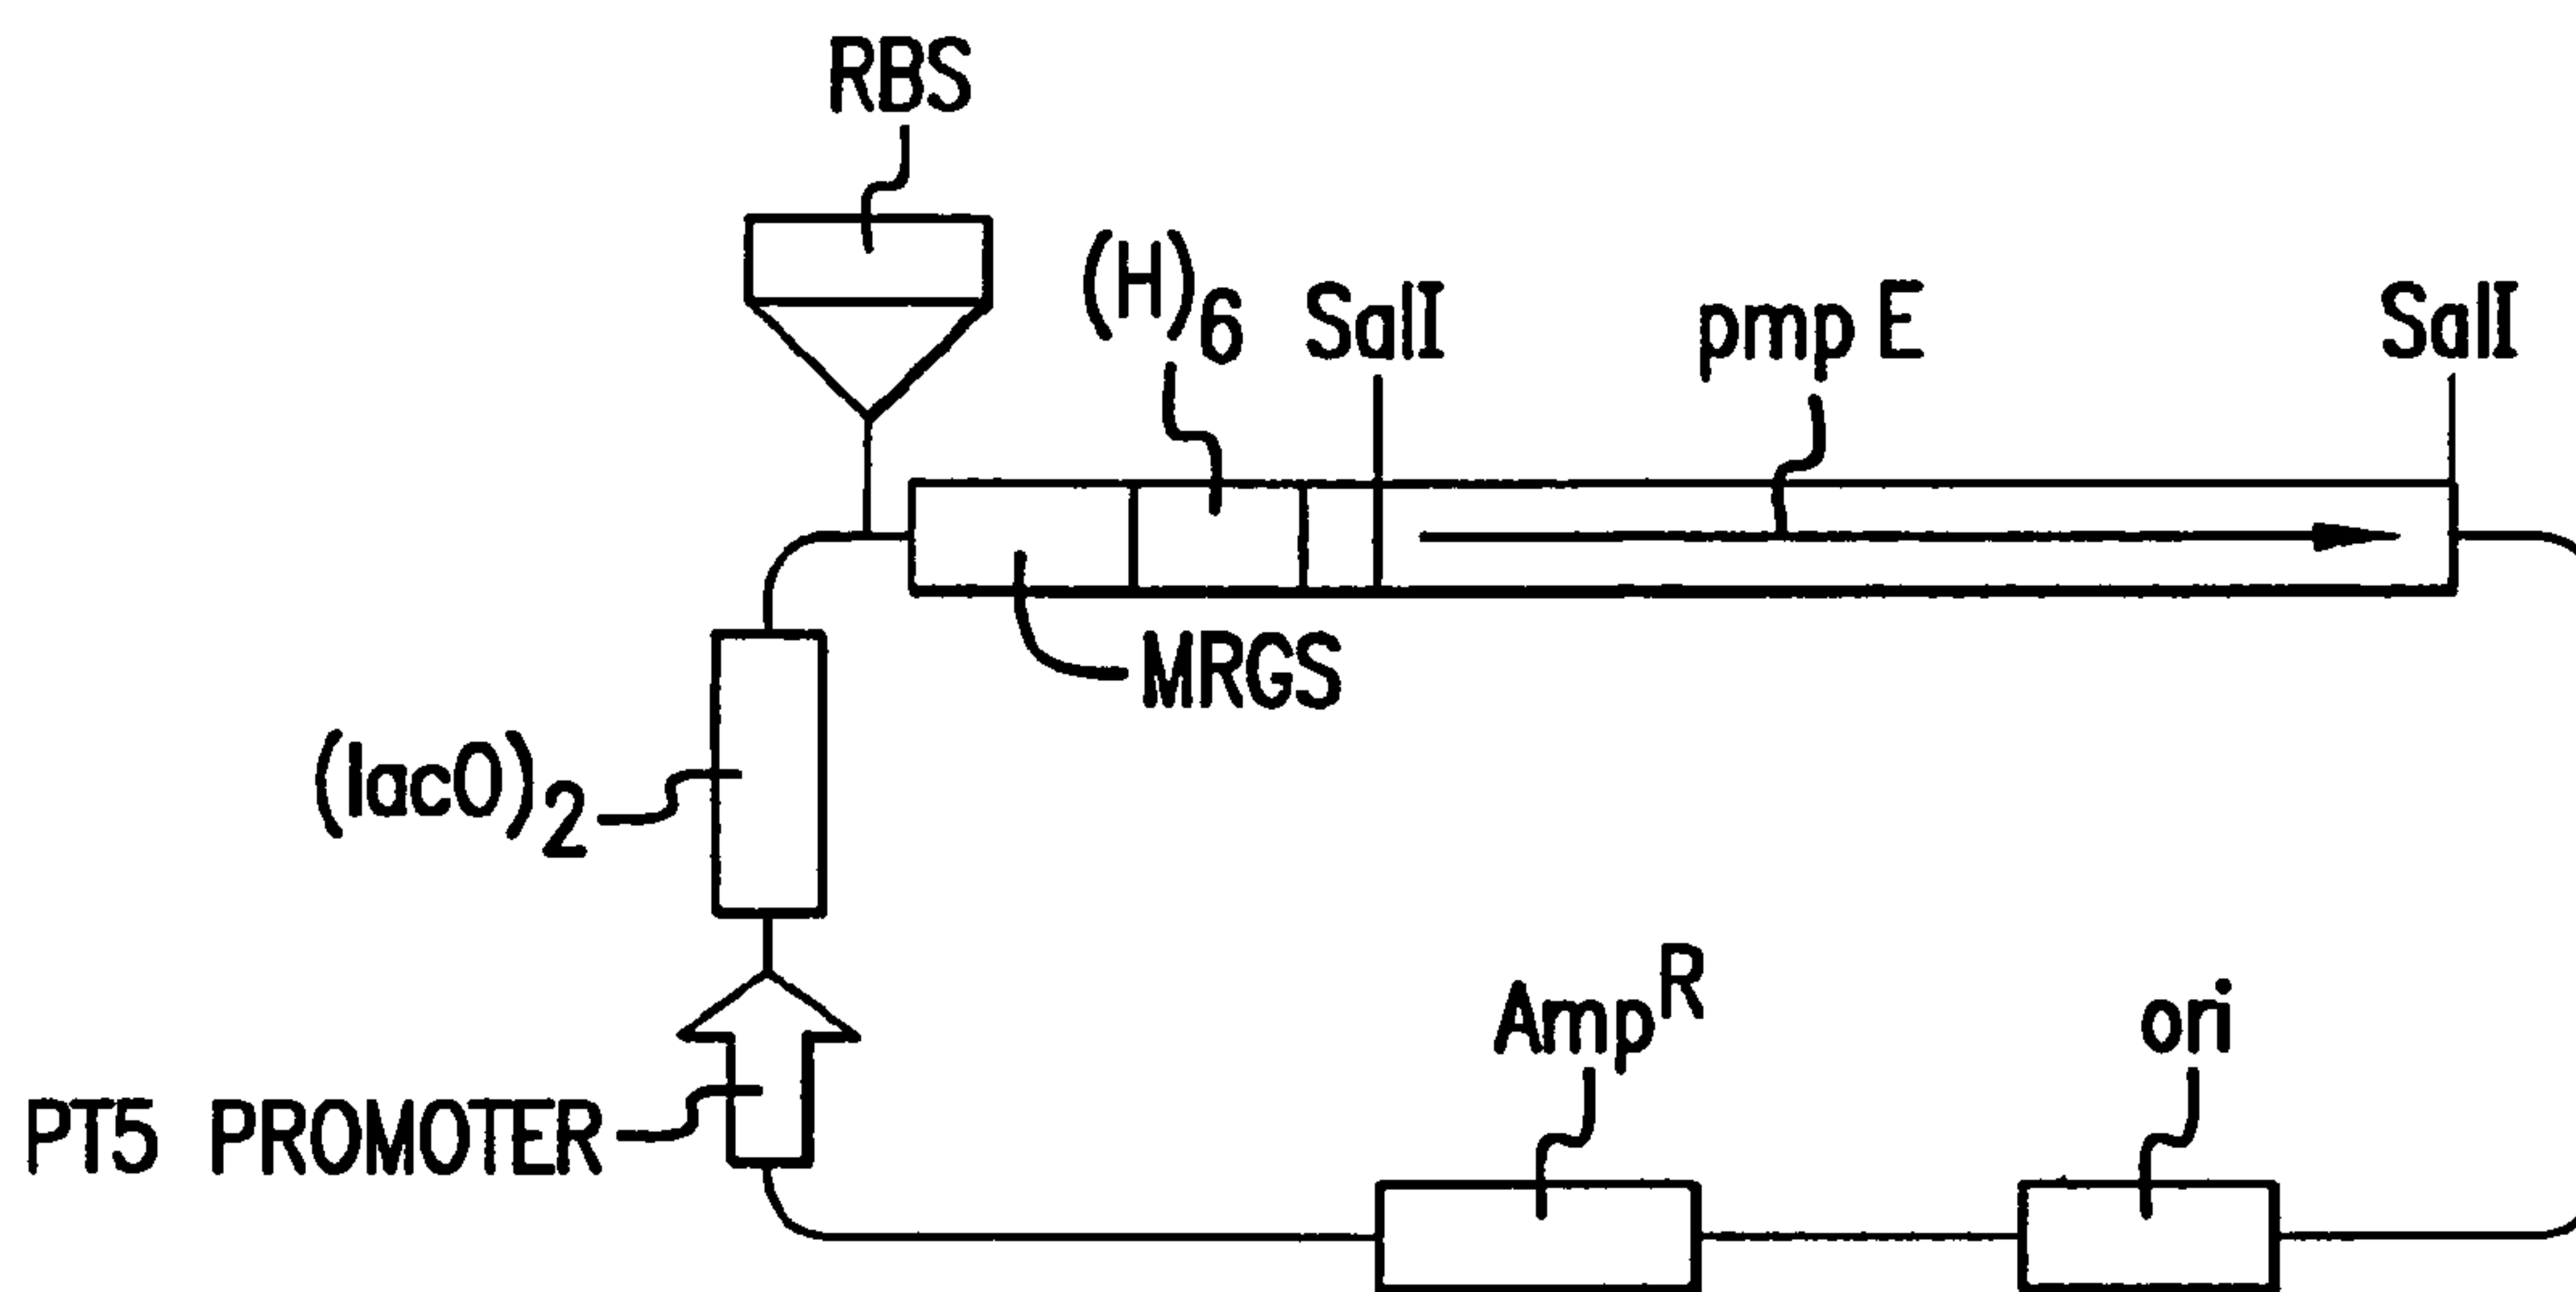 RBS
(H)6
SalI
pmp E
SalI
MRGS
(lacO)2
PT5 PROMOTER
AmpR
ori